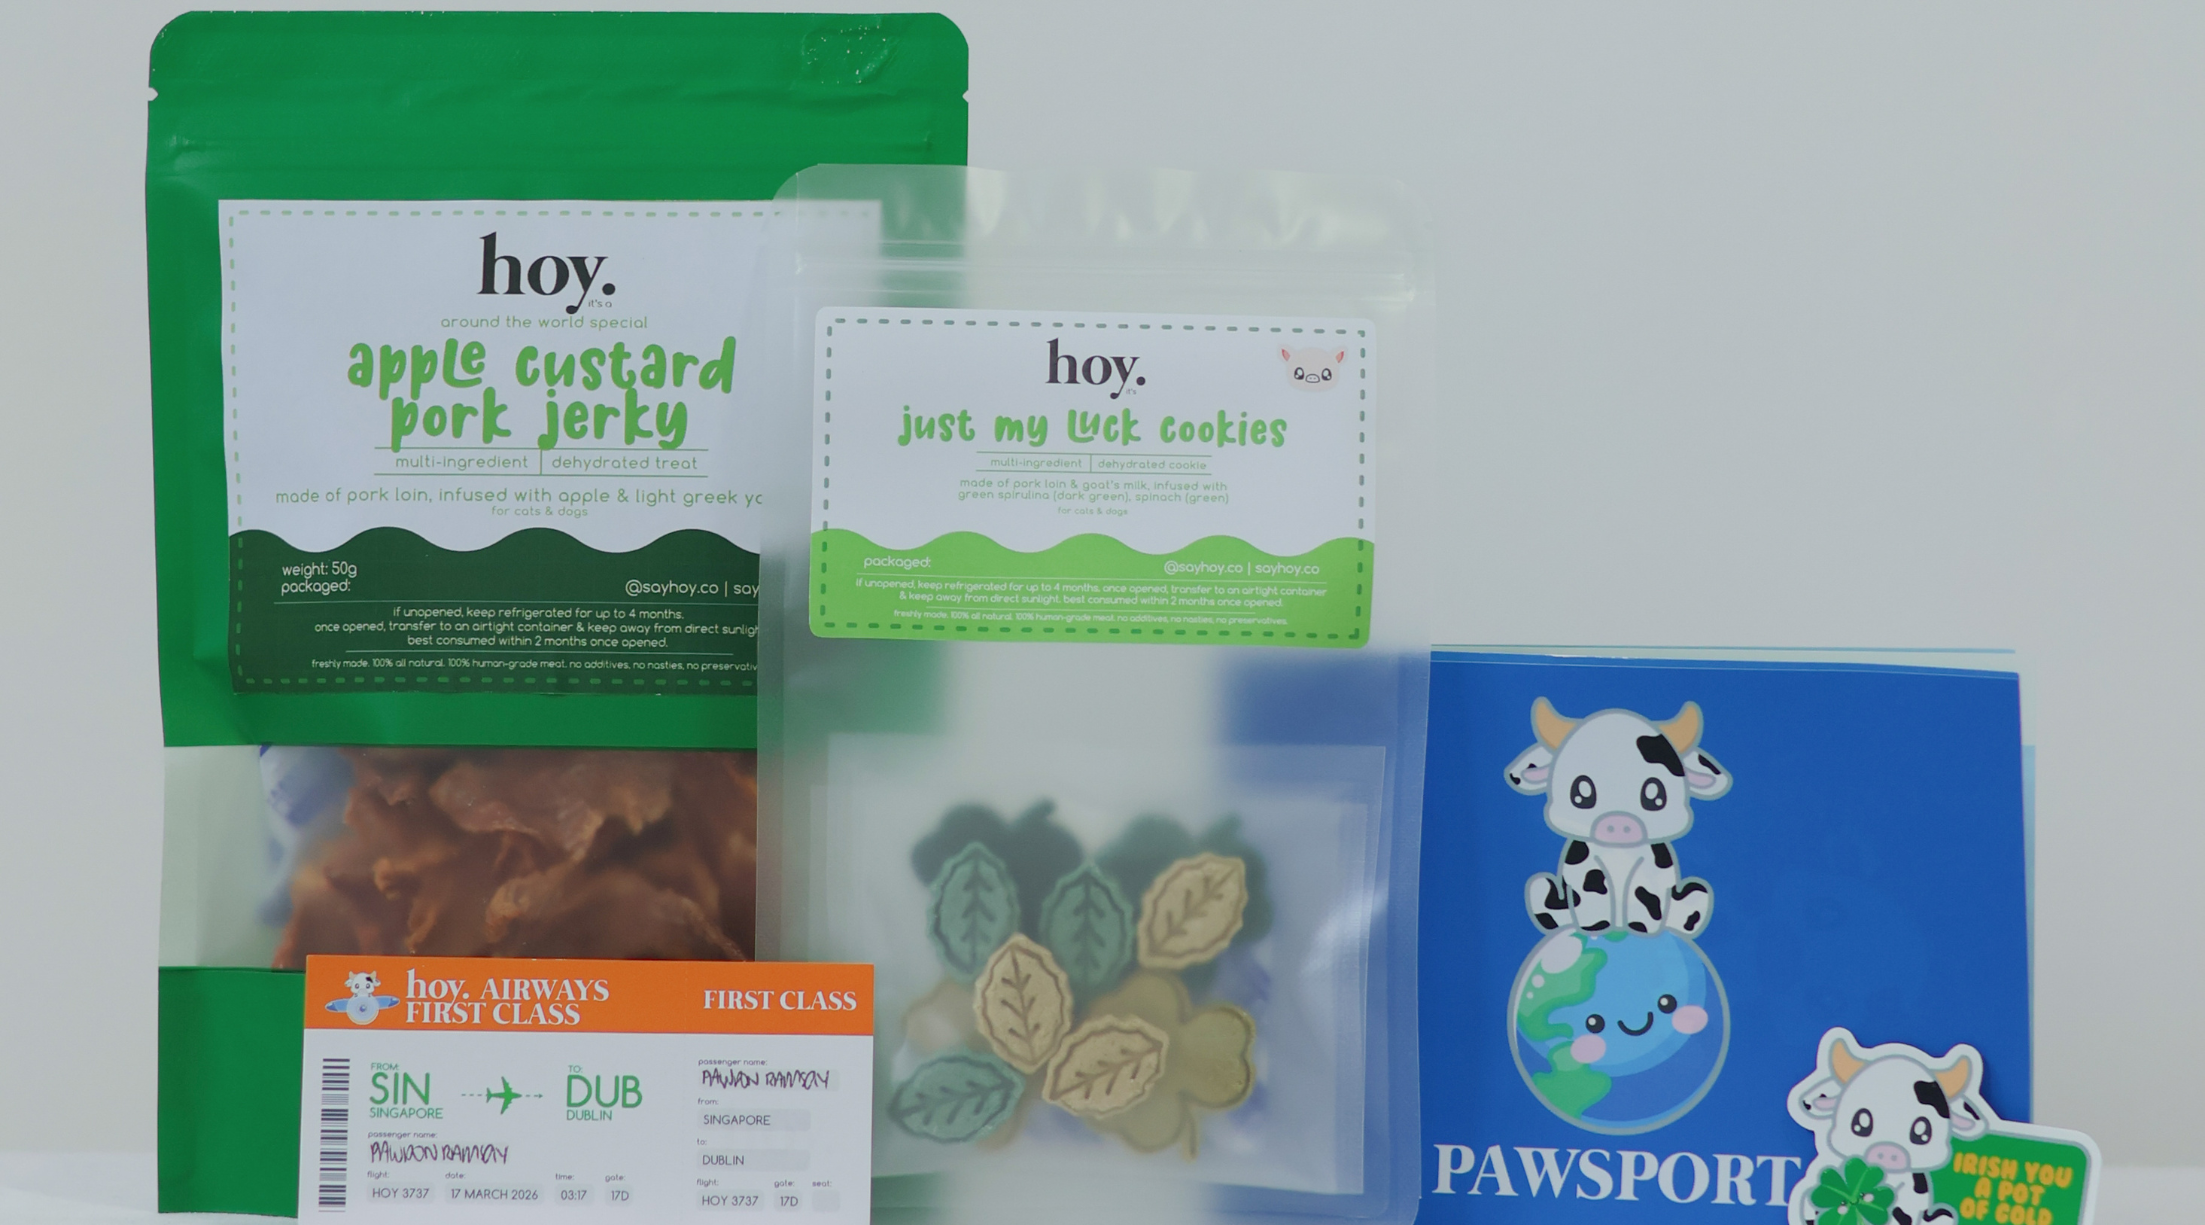 hoy.
it's a
around the world special
apple custard
pork jerky
multi-ingredient | dehydrated treat
made of pork loin, infused with apple & light greek yo
for cats & dogs
weight: 50g
packaged:
@sayhoy.co | say
if unopened, keep refrigerated for up to 4 months.
once opened, transfer to an airtight container & keep away from direct sunligh
best consumed within 2 months once opened.
freshly made. 100% all natural. 100% human-grade meat. no additives, no nasties, no preservativ
hoy.
it's
just my luck cookies
multi-ingredient | dehydrated cookie
made of pork loin & goat's milk, infused with
green spirulina (dark green), spinach (green)
for cats & dogs
packaged:
@sayhoy.co | sayhoy.co
if unopened, keep refrigerated for up to 4 months. once opened, transfer to an airtight container
& keep away from direct sunlight. best consumed within 2 months once opened.
freshly made. 100% all natural. 100% human-grade meat. no additives, no nasties, no preservatives.
hoy. AIRWAYS
FIRST CLASS
FIRST CLASS
FROM:
SIN
SINGAPORE
TO:
DUB
DUBLIN
passenger name:
PAWDON RAMSAY
flight: date: time: gate:
HOY 3737 17 MARCH 2026 03:17 17D
passenger name:
PAWDON RAMSAY
from:
SINGAPORE
to:
DUBLIN
flight: gate: seat:
HOY 3737 17D
PAWSPORT
IRISH YOU
A POT
OF GOLD